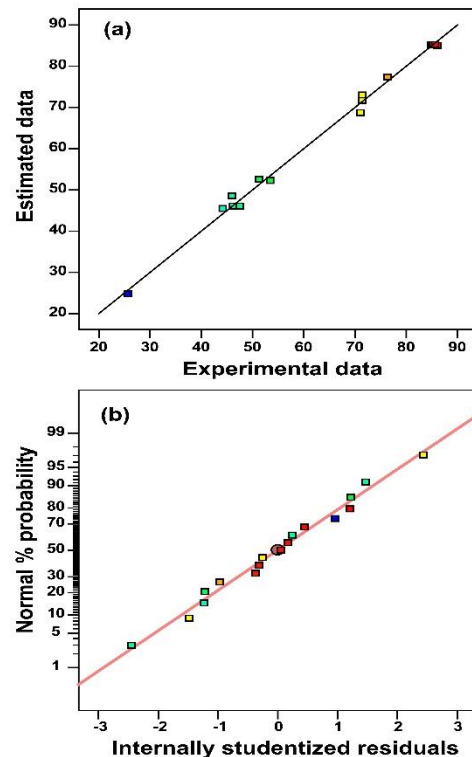 (a)
Estimated data
90
80
70
60
50
40
30
20
20 30 40 50 60 70 80 90
Experimental data
(b)
Normal % probability
99
95
90
80
70
50
30
20
10
5
1
-3 -2 -1 0 1 2 3
Internally studentized residuals